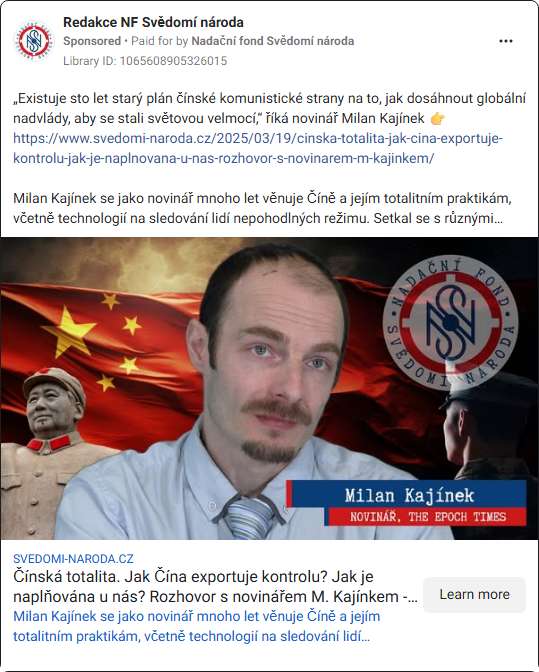 Redakce NF Svědomí národa
Sponsored • Paid for by Nadační fond Svědomí národa
Library ID: 1065608905326015
„Existuje sto let starý plán čínské komunistické strany na to, jak dosáhnout globální
nadvlády, aby se stali světovou velmocí,“ říká novinář Milan Kajínek 👉
https://www.svedomi-naroda.cz/2025/03/19/cinska-totalita-jak-cina-exportuje-
kontrolu-jak-je-naplnovana-u-nas-rozhovor-s-novinarem-m-kajinkem/
Milan Kajínek se jako novinář mnoho let věnuje Číně a jejím totalitním praktikám,
včetně technologií na sledování lidí nepohodlných režimu. Setkal se s různými...
NADAČNÍ FOND
SVĚDOMÍ NÁRODA
NS
Milan Kajínek
NOVINÁŘ, THE EPOCH TIMES
SVEDOMI-NARODA.CZ
Čínská totalita. Jak Čína exportuje kontrolu? Jak je
naplňována u nás? Rozhovor s novinářem M. Kajínkem -...
Learn more
Milan Kajínek se jako novinář mnoho let věnuje Číně a jejím
totalitním praktikám, včetně technologií na sledování lidí...